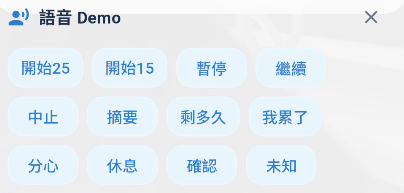 語音 Demo
開始25 開始15 暫停 繼續
中止 摘要 剩多久 我累了
分心 休息 確認 未知